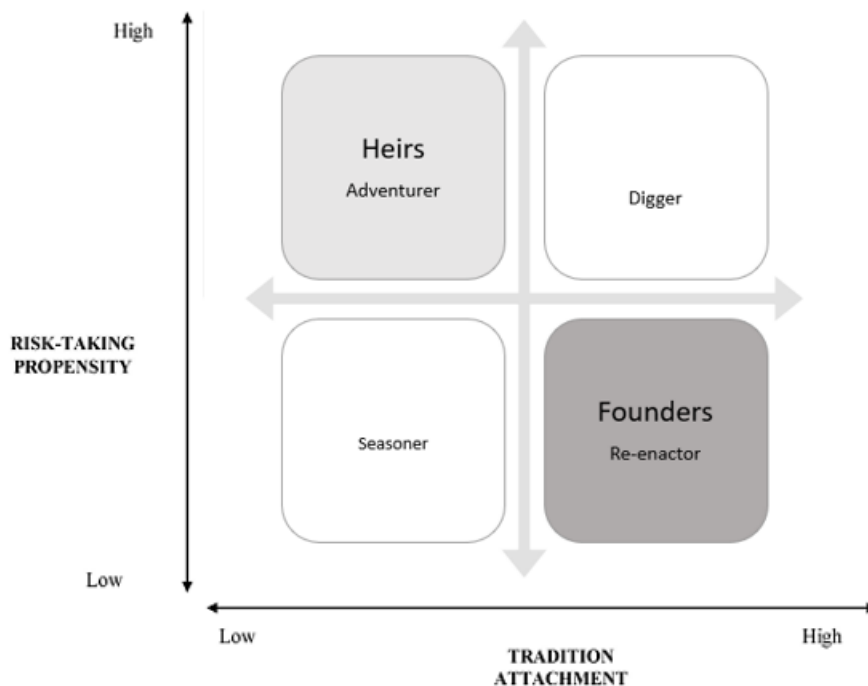 High
Heirs
Adventurer
Digger
RISK-TAKING
PROPENSITY
Seasoner
Founders
Re-enactor
Low
Low
High
TRADITION
ATTACHMENT